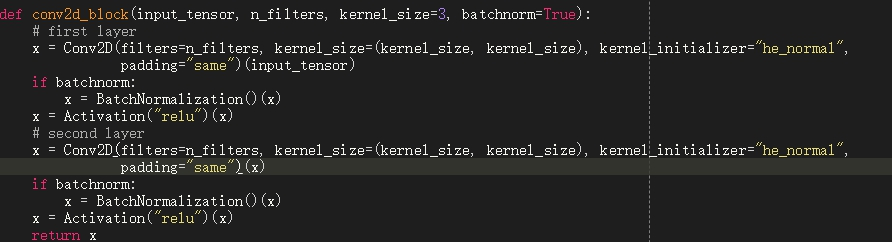 def conv2d_block(input_tensor, n_filters, kernel_size=3, batchnorm=True):
    # first layer
    x = Conv2D(filters=n_filters, kernel_size=(kernel_size, kernel_size), kernel_initializer="he_normal",
               padding="same")(input_tensor)
    if batchnorm:
        x = BatchNormalization()(x)
    x = Activation("relu")(x)
    # second layer
    x = Conv2D(filters=n_filters, kernel_size=(kernel_size, kernel_size), kernel_initializer="he_normal",
               padding="same")(x)
    if batchnorm:
        x = BatchNormalization()(x)
    x = Activation("relu")(x)
    return x